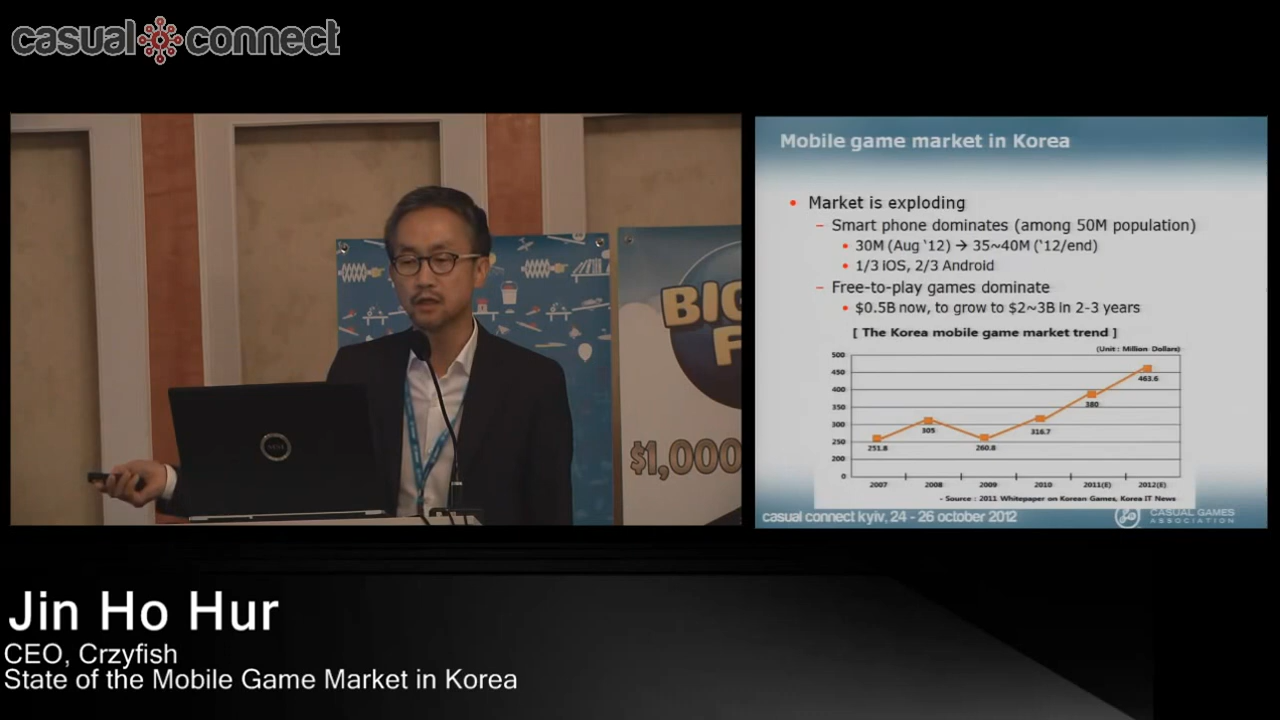 casual connect
BIG
F
$1,000
Mobile game market in Korea
• Market is exploding
– Smart phone dominates (among 50M population)
• 30M (Aug ‘12) → 35~40M (‘12/end)
• 1/3 iOS, 2/3 Android
– Free-to-play games dominate
• $0.5B now, to grow to $2~3B in 2-3 years
[ The Korea mobile game market trend ]
(Unit : Million Dollars)
500
450
400
350
300
250
200
0
251.8
305
260.8
316.7
380
463.6
2007 2008 2009 2010 2011(E) 2012(E)
- Source : 2011 Whitepaper on Korean Games, Korea IT News
casual connect kyiv, 24 - 26 october 2012
CASUAL GAMES
ASSOCIATION
Jin Ho Hur
CEO, Crzyfish
State of the Mobile Game Market in Korea